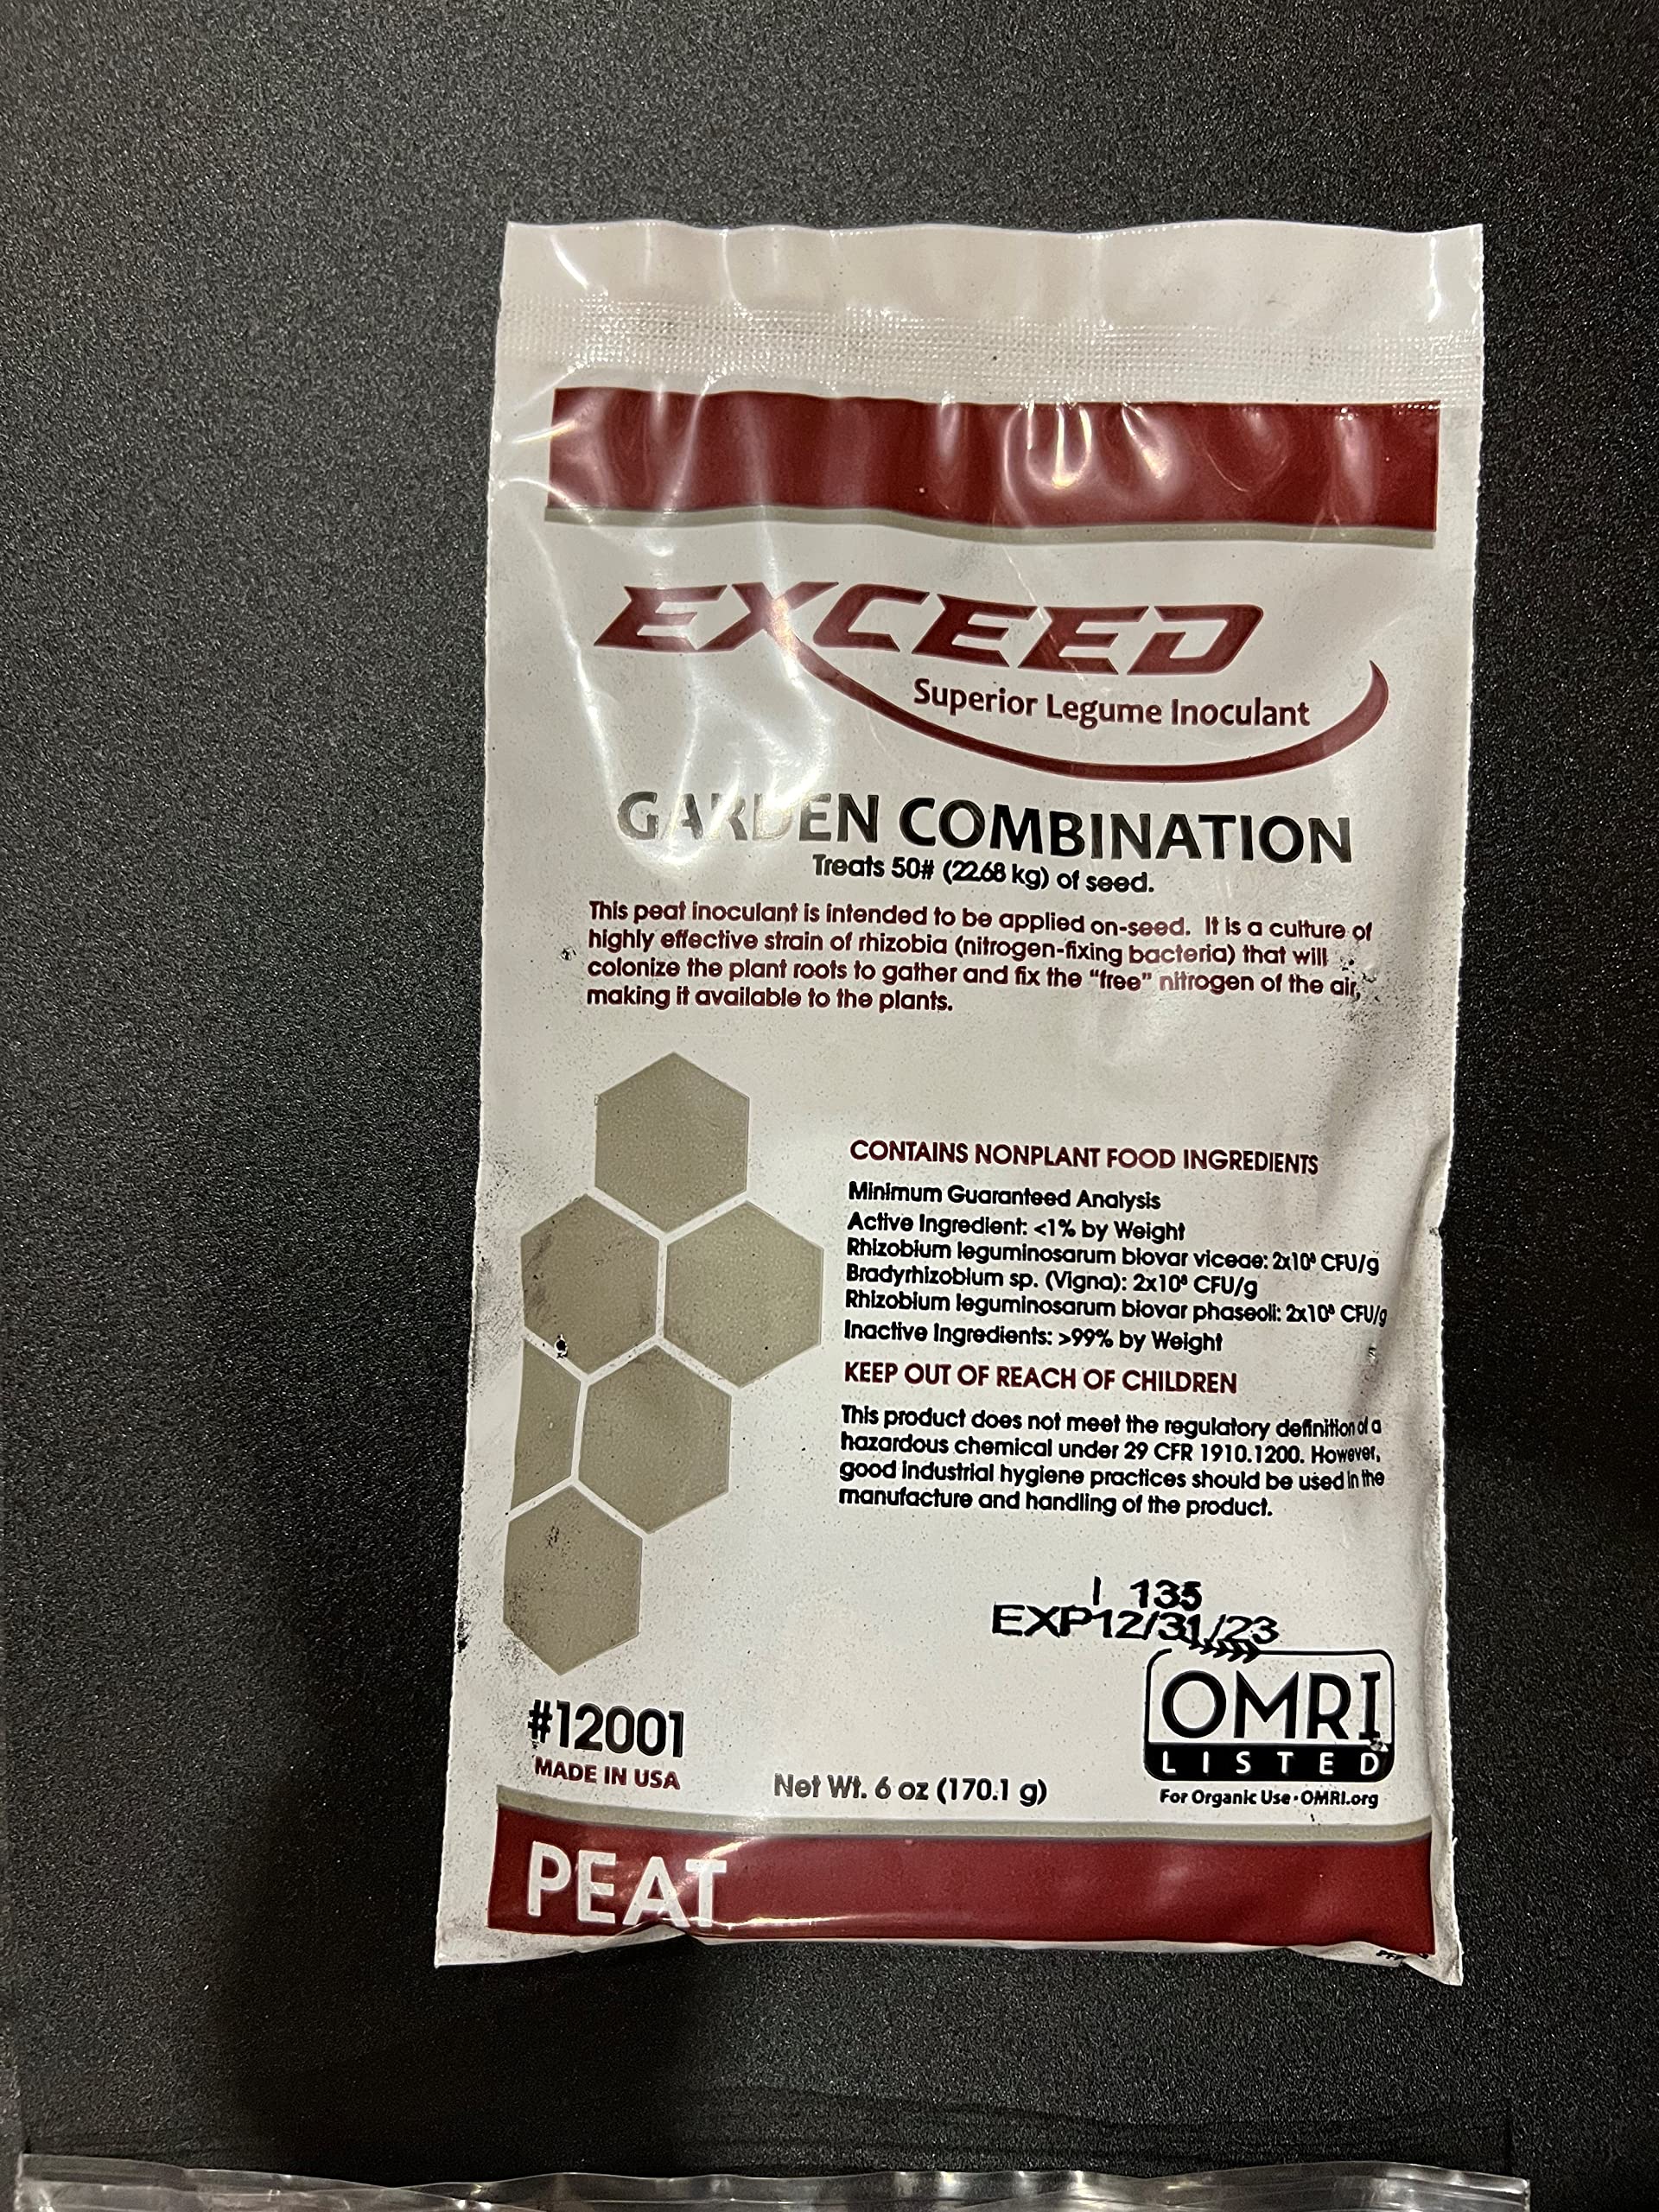 EXCEED
Superior Legume Inoculant
GARDEN COMBINATION
Treats 50# (22.68 kg) of seed.
This peat inoculant is intended to be applied on-seed. It is a culture of
highly effective strain of rhizobia (nitrogen-fixing bacteria) that will
colonize the plant roots to gather and fix the "free" nitrogen of the air,
making it available to the plants.
CONTAINS NONPLANT FOOD INGREDIENTS
Minimum Guaranteed Analysis
Active Ingredient: <1% by Weight
Rhizobium leguminosarum biovar viceae: 2x10⁸ CFU/g
Bradyrhizobium sp. (Vigna): 2x10⁸ CFU/g
Rhizobium leguminosarum biovar phaseoli: 2x10⁸ CFU/g
Inactive Ingredients: >99% by Weight
KEEP OUT OF REACH OF CHILDREN
This product does not meet the regulatory definition of a
hazardous chemical under 29 CFR 1910.1200. However,
good industrial hygiene practices should be used in the
manufacture and handling of the product.
I 135
EXP12/31/23
OMRI
LISTED
For Organic Use • OMRI.org
#12001
MADE IN USA
Net Wt. 6 oz (170.1 g)
PEAT